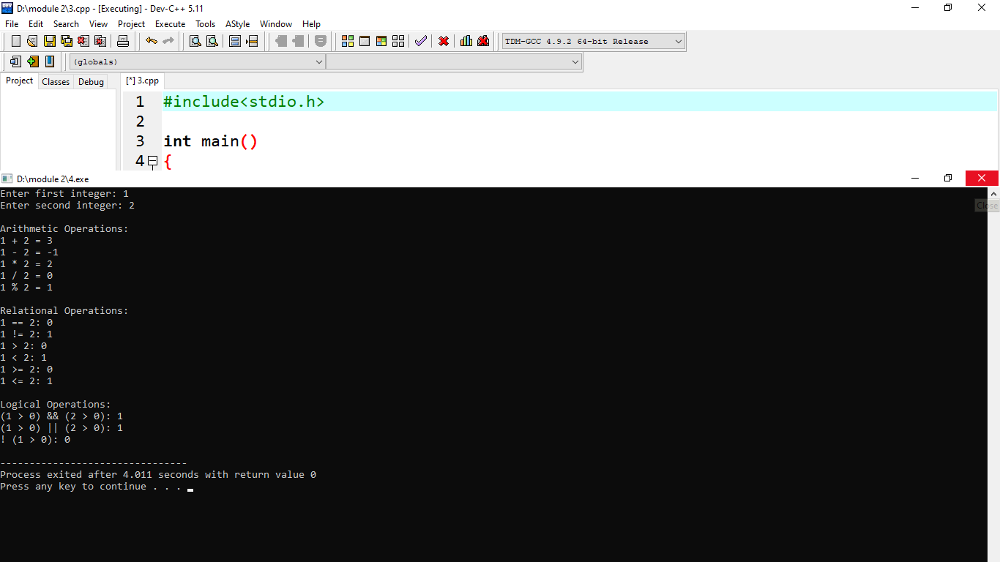 D:\module 2\3.cpp - [Executing] - Dev-C++ 5.11
File Edit Search View Project Execute Tools AStyle Window Help
TDM-GCC 4.9.2 64-bit Release
(globals)
Project Classes Debug [*] 3.cpp
1 #include<stdio.h>
2
3 int main()
4 {
D:\module 2\4.exe
Enter first integer: 1
Close
Enter second integer: 2
Arithmetic Operations:
1 + 2 = 3
1 - 2 = -1
1 * 2 = 2
1 / 2 = 0
1 % 2 = 1
Relational Operations:
1 == 2: 0
1 != 2: 1
1 > 2: 0
1 < 2: 1
1 >= 2: 0
1 <= 2: 1
Logical Operations:
(1 > 0) && (2 > 0): 1
(1 > 0) || (2 > 0): 1
! (1 > 0): 0
--------------------------------
Process exited after 4.011 seconds with return value 0
Press any key to continue . . .